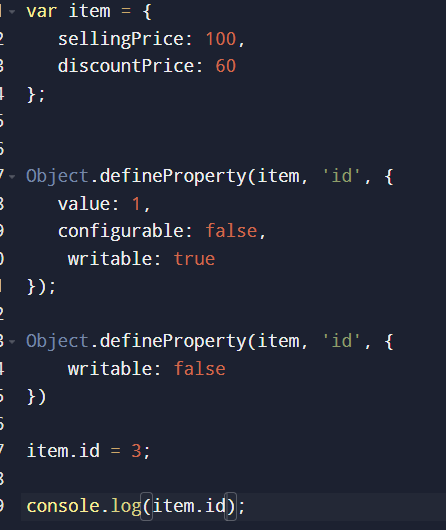 var item = {
sellingPrice: 100,
discountPrice: 60
};
Object.defineProperty(item, 'id', {
value: 1,
configurable: false,
writable: true
});
Object.defineProperty(item, 'id', {
writable: false
})
item.id = 3;
console.log(item.id);